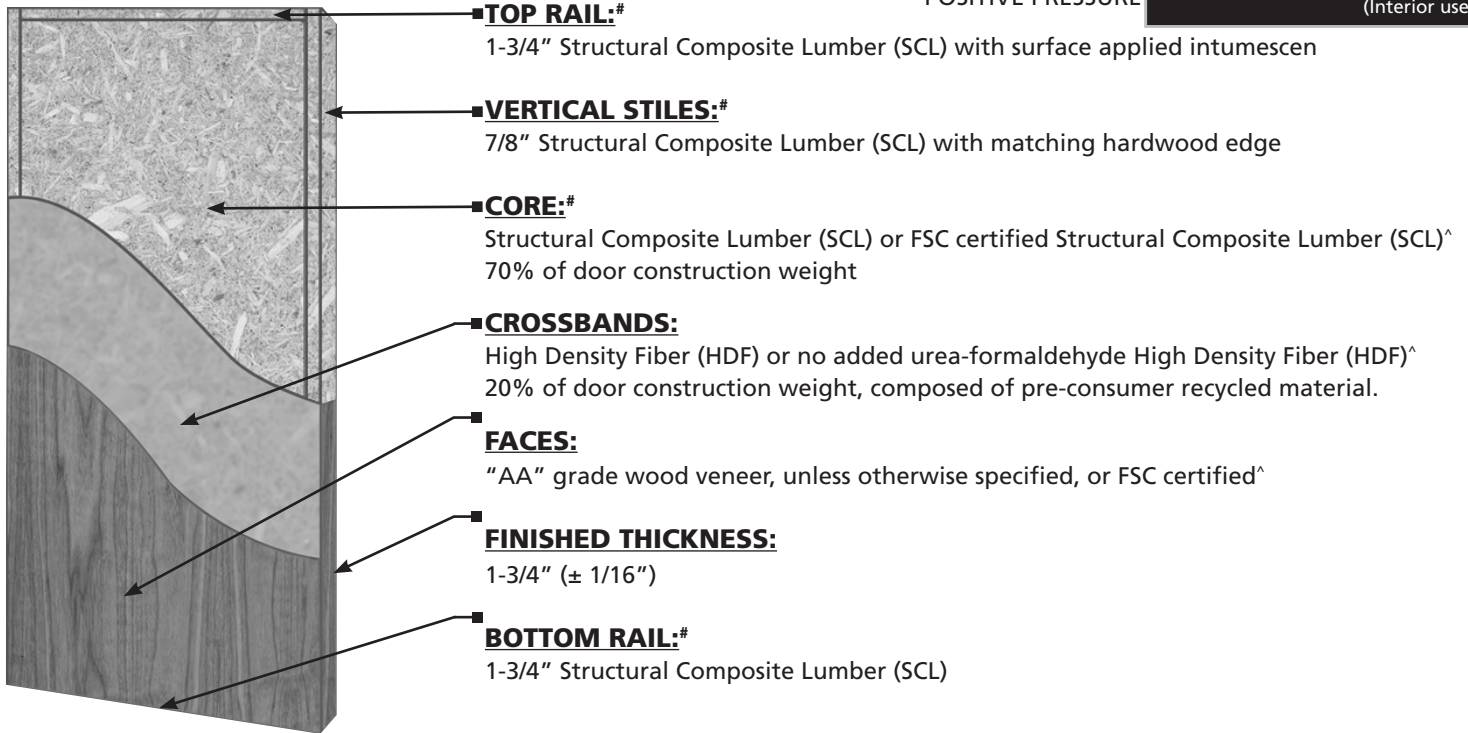 POSITIVE PRESSURE
(Interior use
TOP RAIL:#
1-3/4” Structural Composite Lumber (SCL) with surface applied intumescen
VERTICAL STILES:#
7/8” Structural Composite Lumber (SCL) with matching hardwood edge
CORE:#
Structural Composite Lumber (SCL) or FSC certified Structural Composite Lumber (SCL)^
70% of door construction weight
CROSSBANDS:
High Density Fiber (HDF) or no added urea-formaldehyde High Density Fiber (HDF)^
20% of door construction weight, composed of pre-consumer recycled material.
FACES:
“AA” grade wood veneer, unless otherwise specified, or FSC certified^
FINISHED THICKNESS:
1-3/4” (± 1/16”)
BOTTOM RAIL:#
1-3/4” Structural Composite Lumber (SCL)